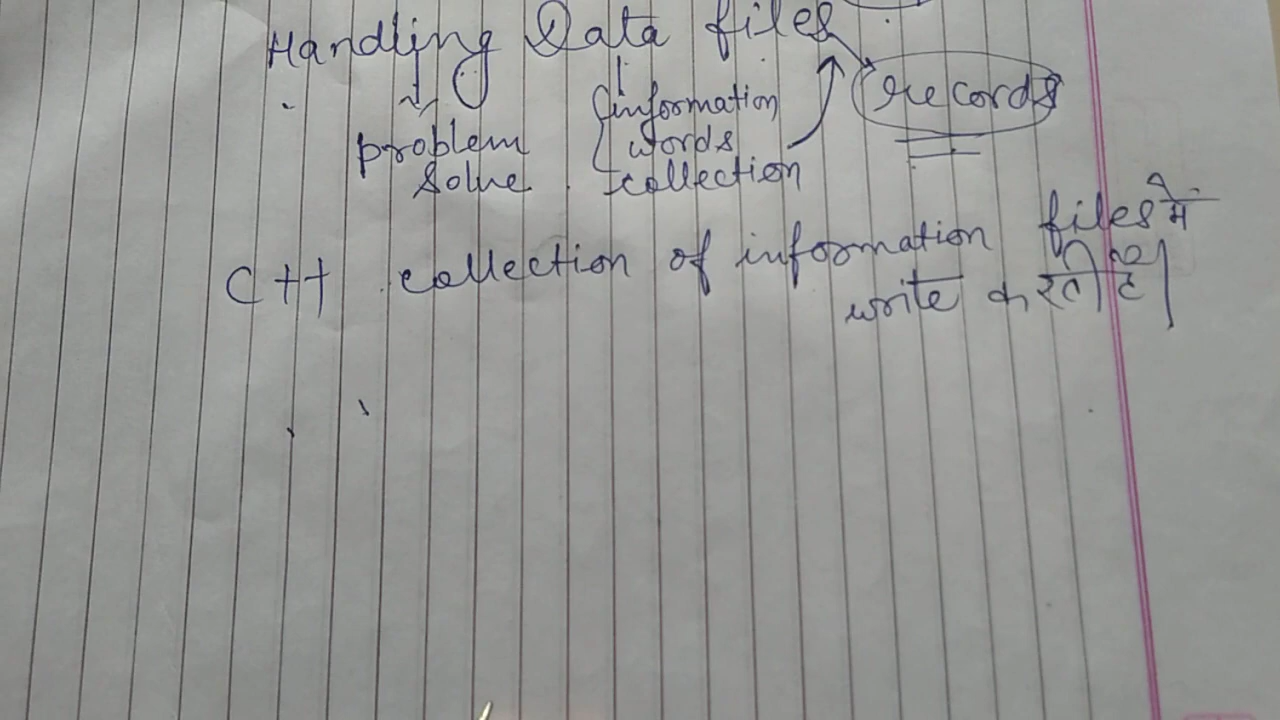 Handling Data files
records
information
problem words
solve collection
C++ collection of information files में
write करती है।